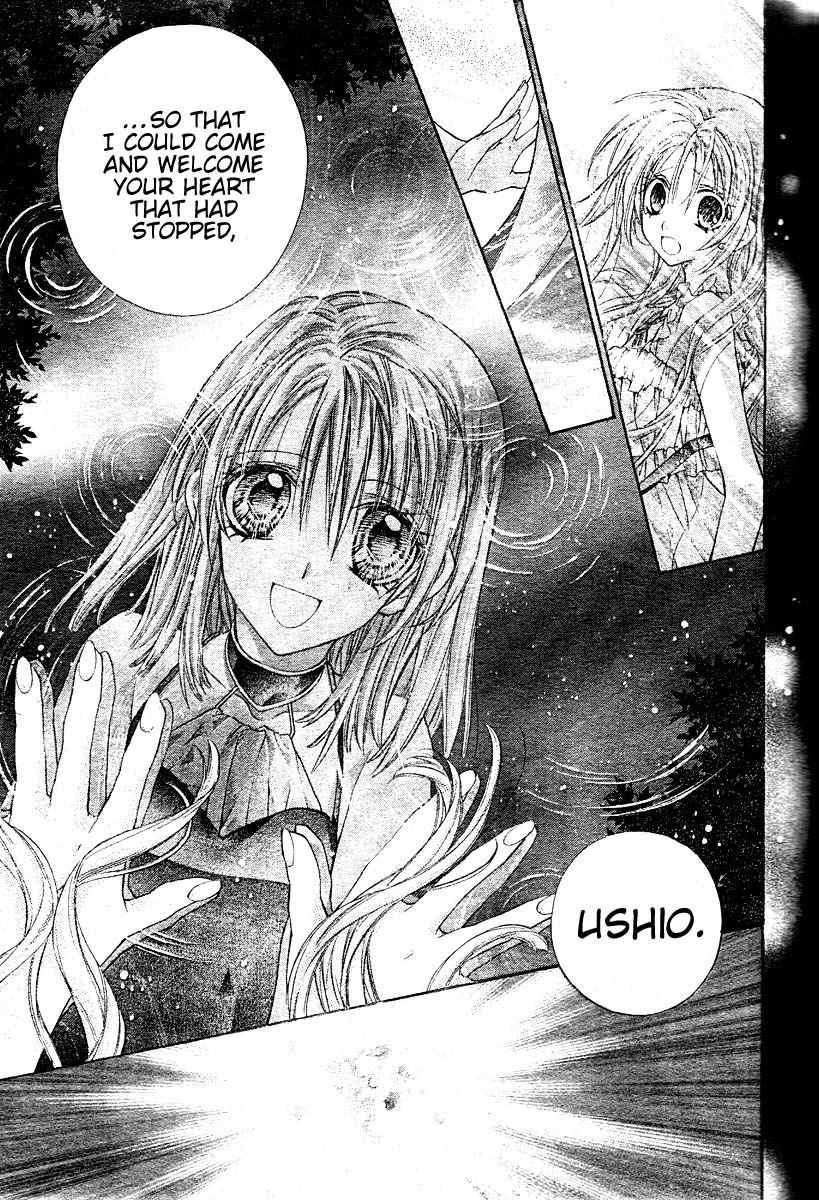 ...SO THAT
I COULD COME
AND WELCOME
YOUR HEART
THAT HAD
STOPPED,
USHIO.